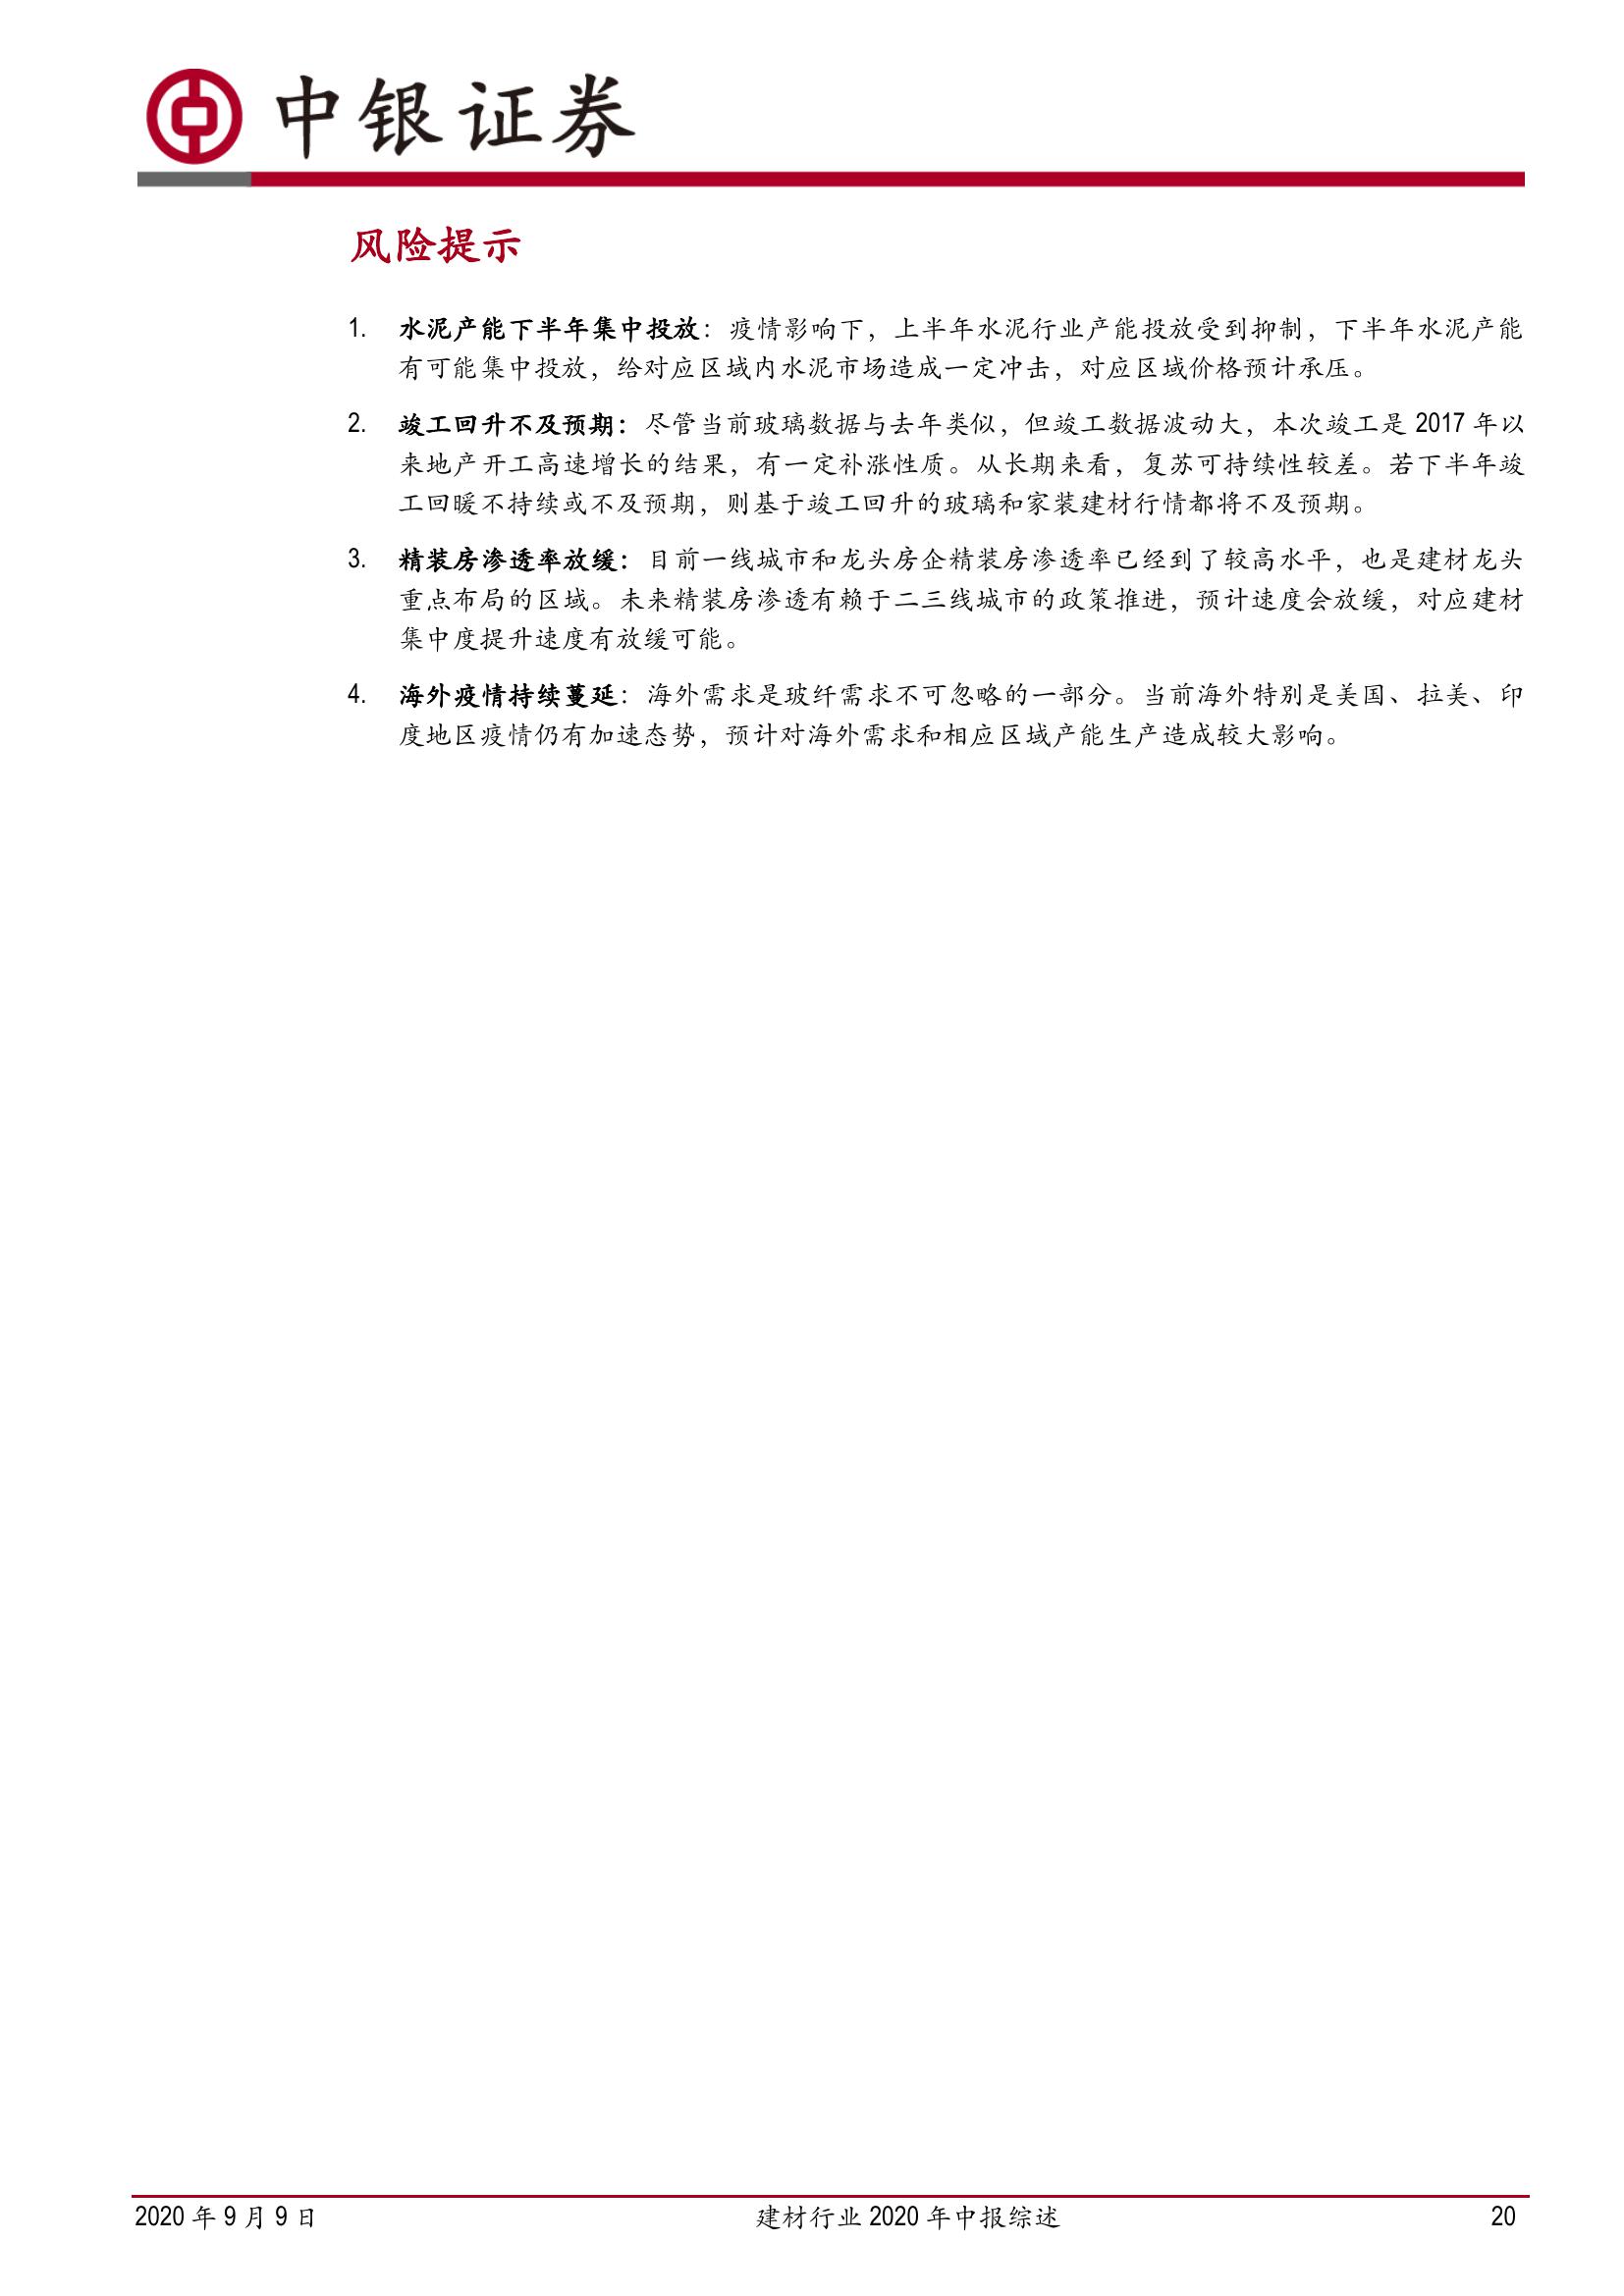 中银证券
风险提示
1. 水泥产能下半年集中投放：疫情影响下，上半年水泥行业产能投放受到抑制，下半年水泥产能
有可能集中投放，给对应区域内水泥市场造成一定冲击，对应区域价格预计承压。
2. 竣工回升不及预期：尽管当前玻璃数据与去年类似，但竣工数据波动大，本次竣工是 2017 年以
来地产开工高速增长的结果，有一定补涨性质。从长期来看，复苏可持续性较差。若下半年竣
工回暖不持续或不及预期，则基于竣工回升的玻璃和家装建材行情都将不及预期。
3. 精装房渗透率放缓：目前一线城市和龙头房企精装房渗透率已经到了较高水平，也是建材龙头
重点布局的区域。未来精装房渗透有赖于二三线城市的政策推进，预计速度会放缓，对应建材
集中度提升速度有放缓可能。
4. 海外疫情持续蔓延：海外需求是玻纤需求不可忽略的一部分。当前海外特别是美国、拉美、印
度地区疫情仍有加速态势，预计对海外需求和相应区域产能生产造成较大影响。
2020 年 9 月 9 日 建材行业 2020 年中报综述 20